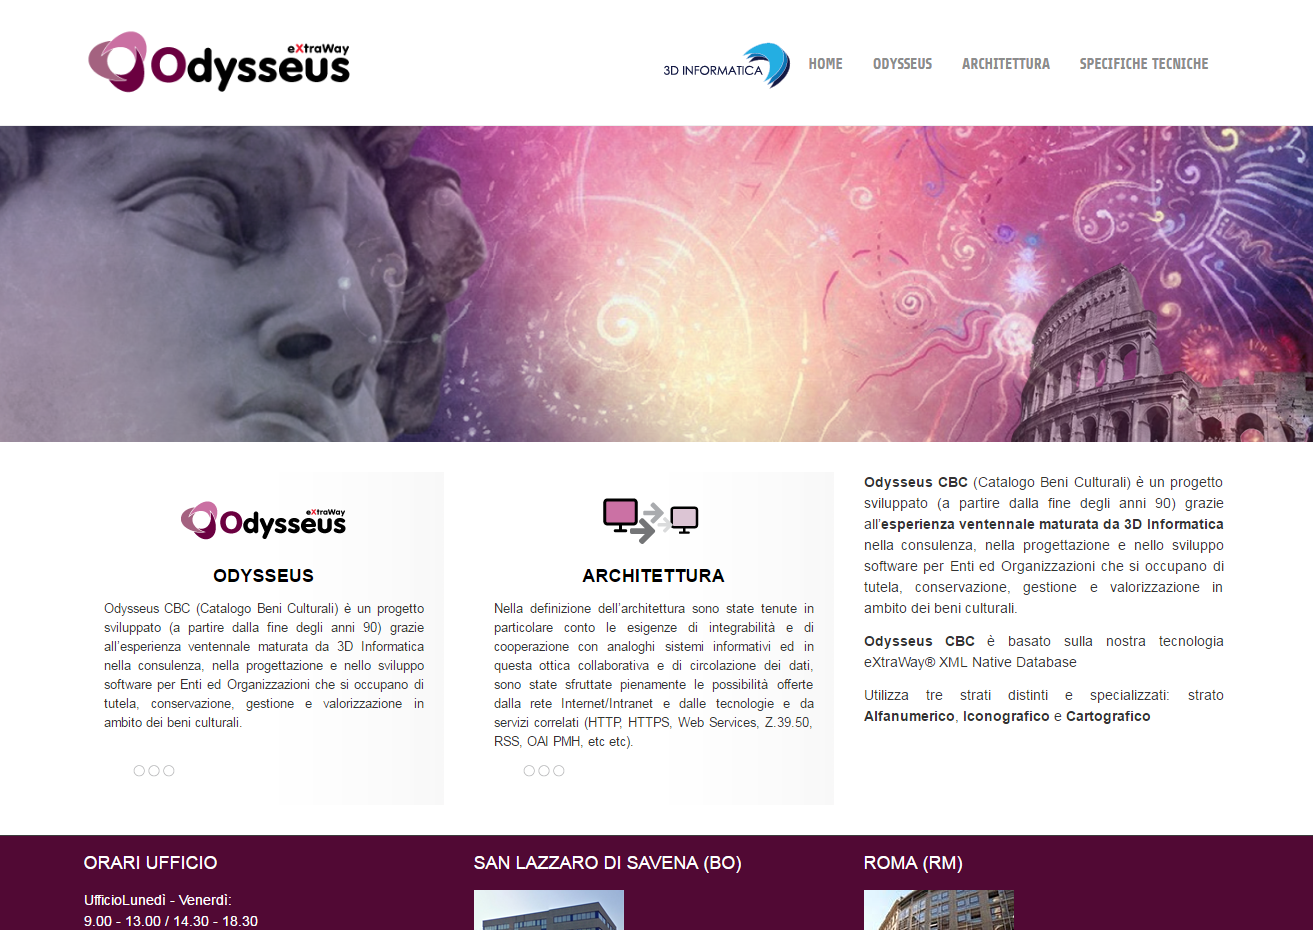 eXtraWay
Odysseus
3D INFORMATICA
HOME
ODYSSEUS
ARCHITETTURA
SPECIFICHE TECNICHE
eXtraWay
Odysseus
ODYSSEUS
Odysseus CBC (Catalogo Beni Culturali) è un progetto
sviluppato (a partire dalla fine degli anni 90) grazie
all'esperienza ventennale maturata da 3D Informatica
nella consulenza, nella progettazione e nello sviluppo
software per Enti ed Organizzazioni che si occupano di
tutela, conservazione, gestione e valorizzazione in
ambito dei beni culturali.
ARCHITETTURA
Nella definizione dell'architettura sono state tenute in
particolare conto le esigenze di integrabilità e di
cooperazione con analoghi sistemi informativi ed in
questa ottica collaborativa e di circolazione dei dati,
sono state sfruttate pienamente le possibilità offerte
dalla rete Internet/Intranet e dalle tecnologie e da
servizi correlati (HTTP, HTTPS, Web Services, Z.39.50,
RSS, OAI PMH, etc etc).
Odysseus CBC (Catalogo Beni Culturali) è un progetto
sviluppato (a partire dalla fine degli anni 90) grazie
all'esperienza ventennale maturata da 3D Informatica
nella consulenza, nella progettazione e nello sviluppo
software per Enti ed Organizzazioni che si occupano di
tutela, conservazione, gestione e valorizzazione in
ambito dei beni culturali.
Odysseus CBC è basato sulla nostra tecnologia
eXtraWay® XML Native Database
Utilizza tre strati distinti e specializzati: strato
Alfanumerico, Iconografico e Cartografico
ORARI UFFICIO
UfficioLunedì - Venerdì:
9.00 - 13.00 / 14.30 - 18.30
SAN LAZZARO DI SAVENA (BO)
ROMA (RM)